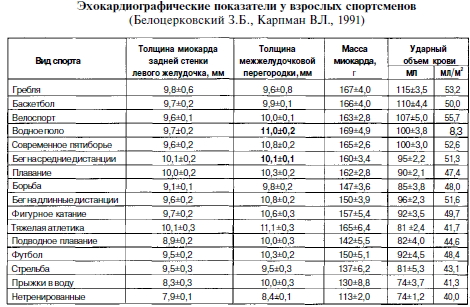 Эхокардиографические показатели у взрослых спортсменов
(Белоцерковский З.Б., Карпман В.Л., 1991)
Вид спорта Толщина миокарда задней стенки левого желудочка, мм Толщина межжелудочковой перегородки, мм Масса миокарда, г Ударный объем крови
мл мл/м²
Гребля 9,8±0,6 9,6±0,8 167±4,0 115±3,5 53,2
Баскетбол 9,7±0,2 9,9±0,1 166±4,0 110±4,4 50,0
Велоспорт 9,6±0,1 10,0±0,1 163±2,8 107±5,0 55,7
Водное поло 9,7±0,2 11,0±0,2 169±4,9 100±3,8 8,3
Современное пятиборье 9,6±0,2 10,8±0,2 165±2,6 100±3,0 52,6
Бег на средние дистанции 10,1±0,2 10,1±0,1 160±3,4 95±2,2 51,3
Плавание 10,0±0,2 10,3±0,2 162±2,8 90±2,1 47,4
Борьба 9,1±0,1 9,8±0,2 147±3,6 85±3,8 48,0
Бег на длинные дистанции 9,6±0,2 10,8±0,2 150±3,9 96±2,3 51,6
Фигурное катание 9,7±0,2 10,6±0,3 157±5,4 92±3,5 49,7
Тяжелая атлетика 10,1±0,3 11,1±0,3 165±6,4 81±2,4 41,7
Подводное плавание 8,9±0,2 10,0±0,3 142±5,5 82±4,0 44,6
Футбол 9,5±0,2 10,3±0,2 150±5,1 92±4,5 48,4
Стрельба 9,5±0,3 9,5±0,3 137±6,2 81±5,3 43,1
Прыжки в воду 8,3±0,3 10,0±0,3 130±8,8 74±3,7 41,3
Нетренированные 7,9±0,1 8,4±0,1 113±2,0 74±1,2 40,0